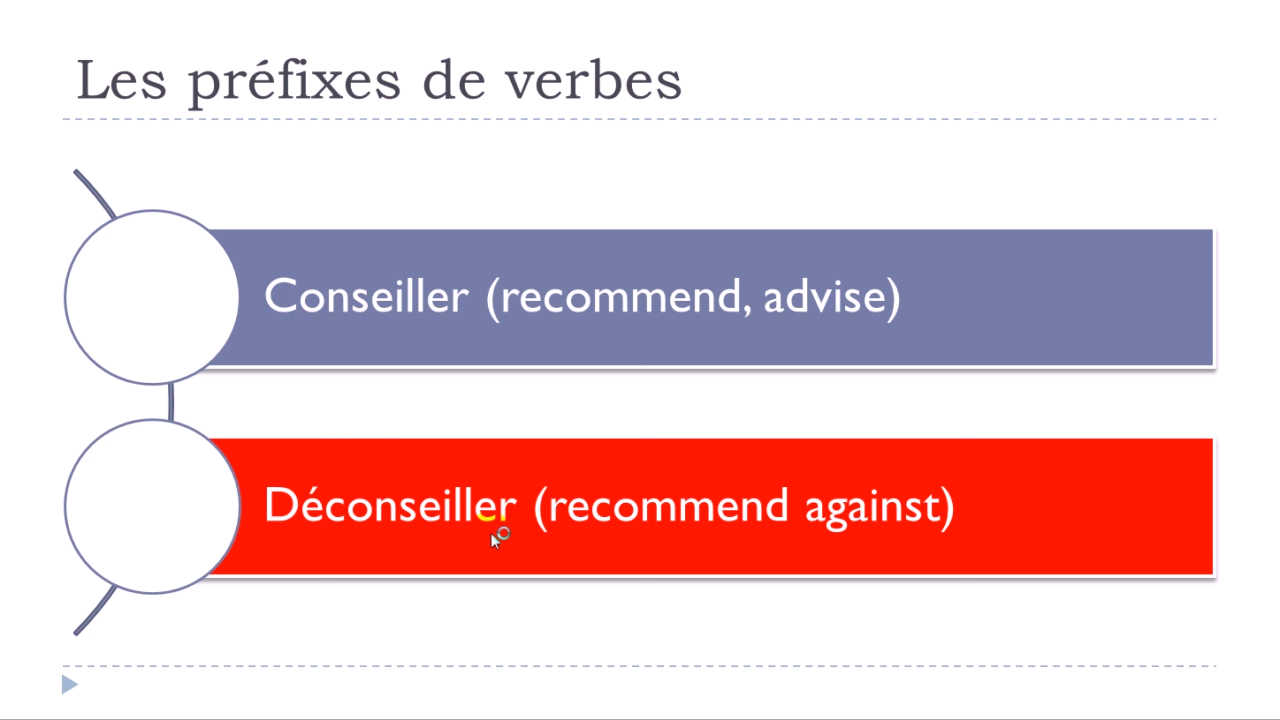 Les préfixes de verbes
Conseiller (recommend, advise)
Déconseiller (recommend against)